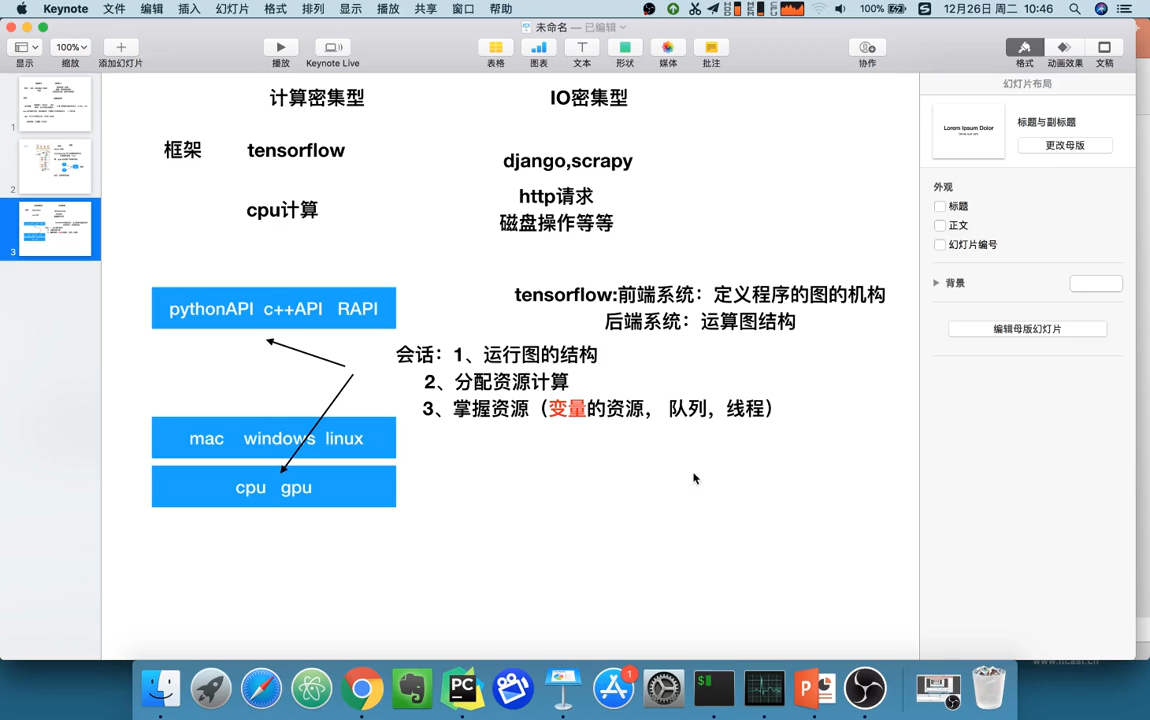 Keynote 文件 编辑 插入 幻灯片 格式 排列 显示 播放 共享 窗口 帮助 100% 12月26日 周二 10:46
未命名 — 已编辑
100%
显示 缩放 添加幻灯片 播放 Keynote Live 表格 图表 文本 形状 媒体 批注 协作 格式 动画效果 文稿
幻灯片布局
Lorem Ipsum Dolor
标题与副标题
更改母版
外观
标题
正文
幻灯片编号
背景
编辑母版幻灯片
1
2
3
计算密集型 IO密集型
框架 tensorflow django,scrapy
cpu计算 http请求
磁盘操作等等
pythonAPI c++API RAPI
tensorflow:前端系统：定义程序的图的机构
后端系统：运算图结构
会话：1、运行图的结构
2、分配资源计算
3、掌握资源（变量的资源， 队列，线程）
mac windows linux
cpu gpu
www.itcast.cn
PC
1
$
P